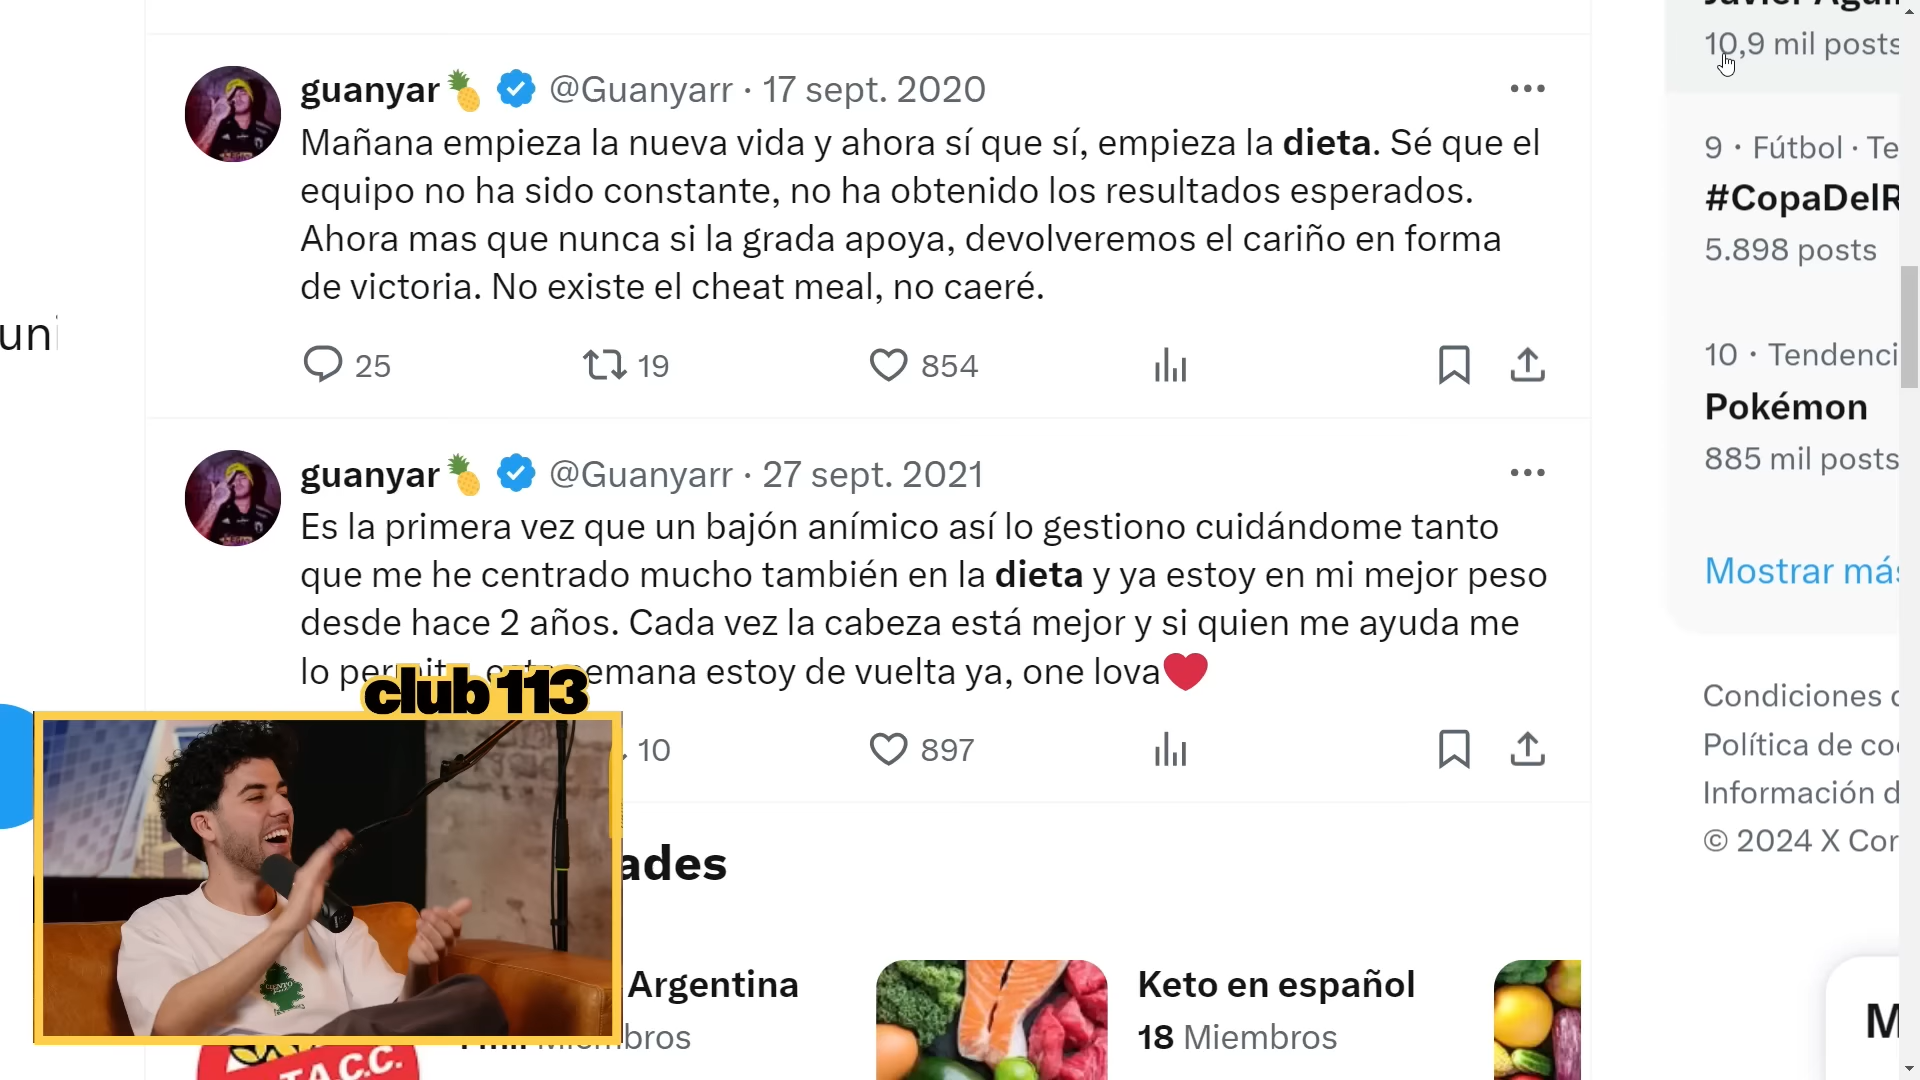 10,9 mil posts
guanyar🍍 @Guanyarr · 17 sept. 2020
Mañana empieza la nueva vida y ahora sí que sí, empieza la dieta. Sé que el
equipo no ha sido constante, no ha obtenido los resultados esperados.
Ahora mas que nunca si la grada apoya, devolveremos el cariño en forma
de victoria. No existe el cheat meal, no caeré.
25 19 854
guanyar🍍 @Guanyarr · 27 sept. 2021
Es la primera vez que un bajón anímico así lo gestiono cuidándome tanto
que me he centrado mucho también en la dieta y ya estoy en mi mejor peso
desde hace 2 años. Cada vez la cabeza está mejor y si quien me ayuda me
lo semana estoy de vuelta ya, one lova❤️
10 897
club 113
ades
Argentina
bros
Keto en español
18 Miembros
TA C.C.
CIENTO
9 · Fútbol · Te
#CopaDelR
5.898 posts
10 · Tendenci
Pokémon
885 mil posts
Mostrar más
Condiciones
Política de co
Información d
© 2024 X Cor
M
uni